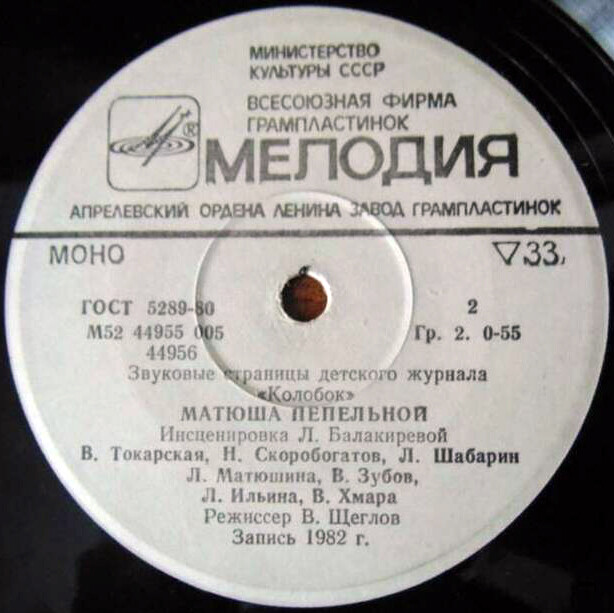 МИНИСТЕРСТВО
КУЛЬТУРЫ СССР
ВСЕСОЮЗНАЯ ФИРМА
ГРАМПЛАСТИНОК
®
МЕЛОДИЯ
АПРЕЛЕВСКИЙ ОРДЕНА ЛЕНИНА ЗАВОД ГРАМПЛАСТИНОК
МОНО ▽33,
ГОСТ 5289-80 2
М52 44955 005 Гр. 2. 0-55
44956
Звуковые страницы детского журнала
«Колобок»
МАТЮША ПЕПЕЛЬНОЙ
Инсценировка Л. Балакиревой
В. Токарская, Н. Скоробогатов, Л. Шабарин
Л. Матюшина, В. Зубов,
Л. Ильина, В. Хмара
Режиссер В. Щеглов
Запись 1982 г.